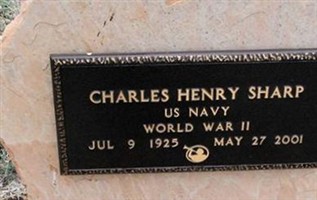 CHARLES HENRY SHARP
US NAVY
WORLD WAR II
JUL 9 1925 MAY 27 2001